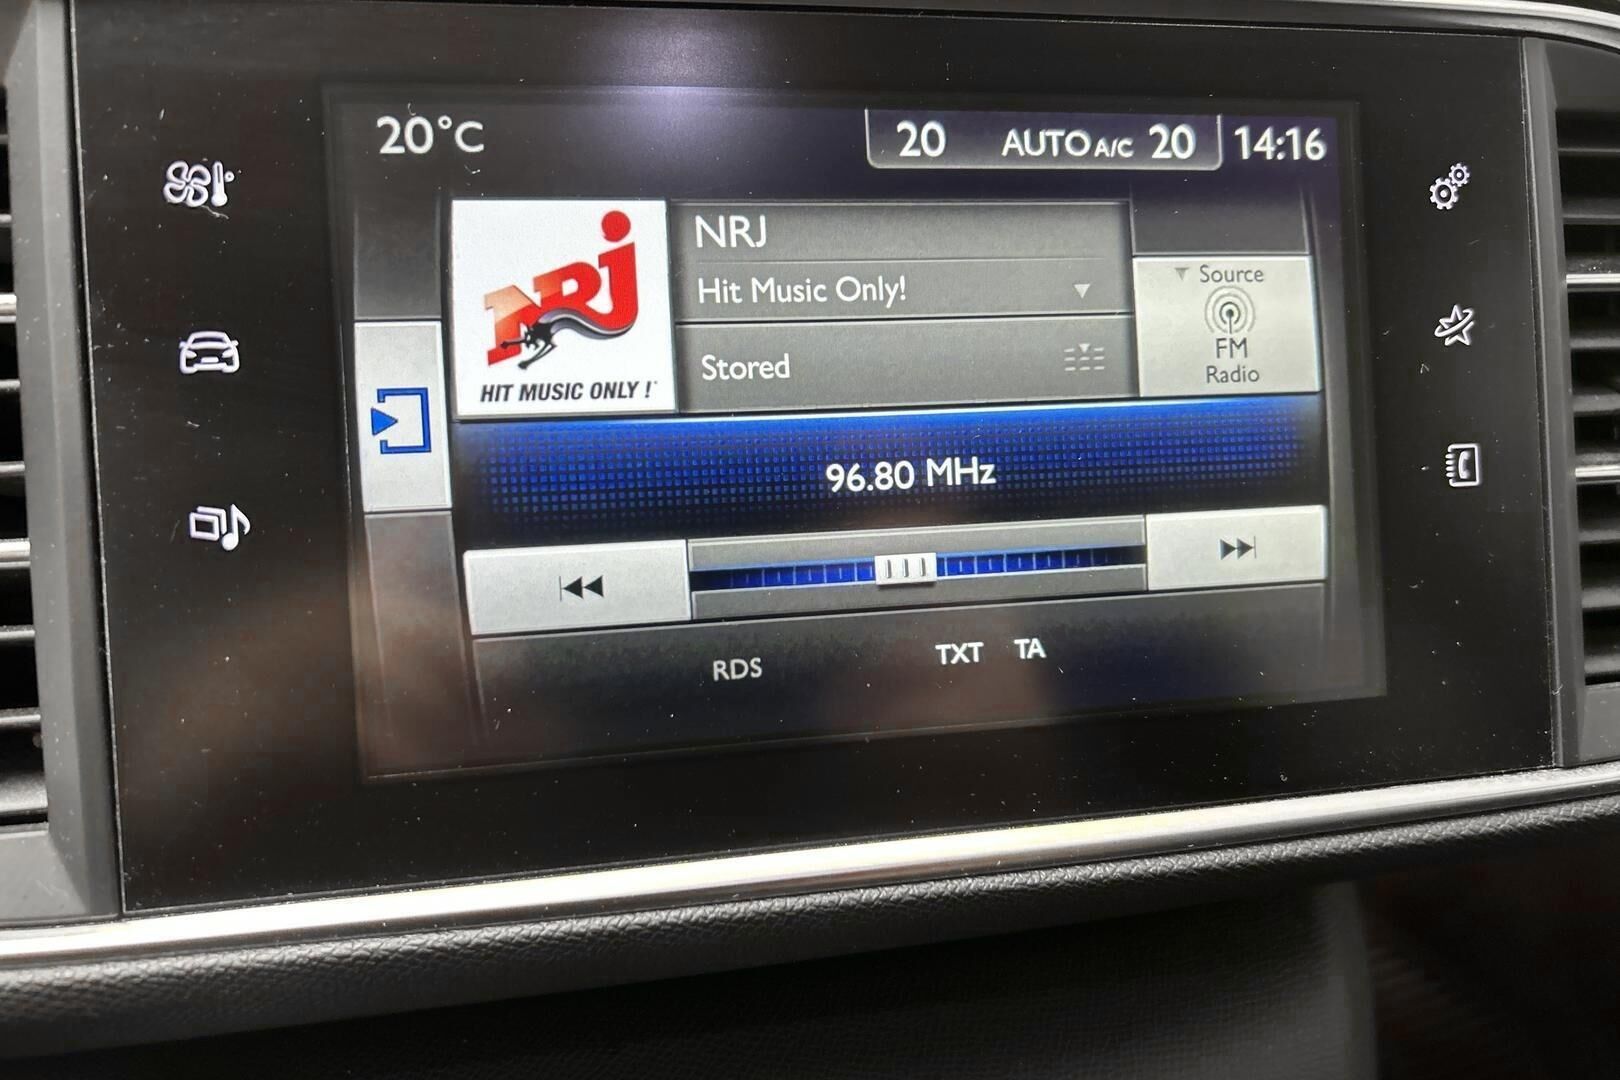 20°C
20 AUTO A/C 20 14:16
NRJ
HIT MUSIC ONLY !
NRJ
Hit Music Only!
Stored
Source
FM
Radio
96.80 MHz
RDS TXT TA